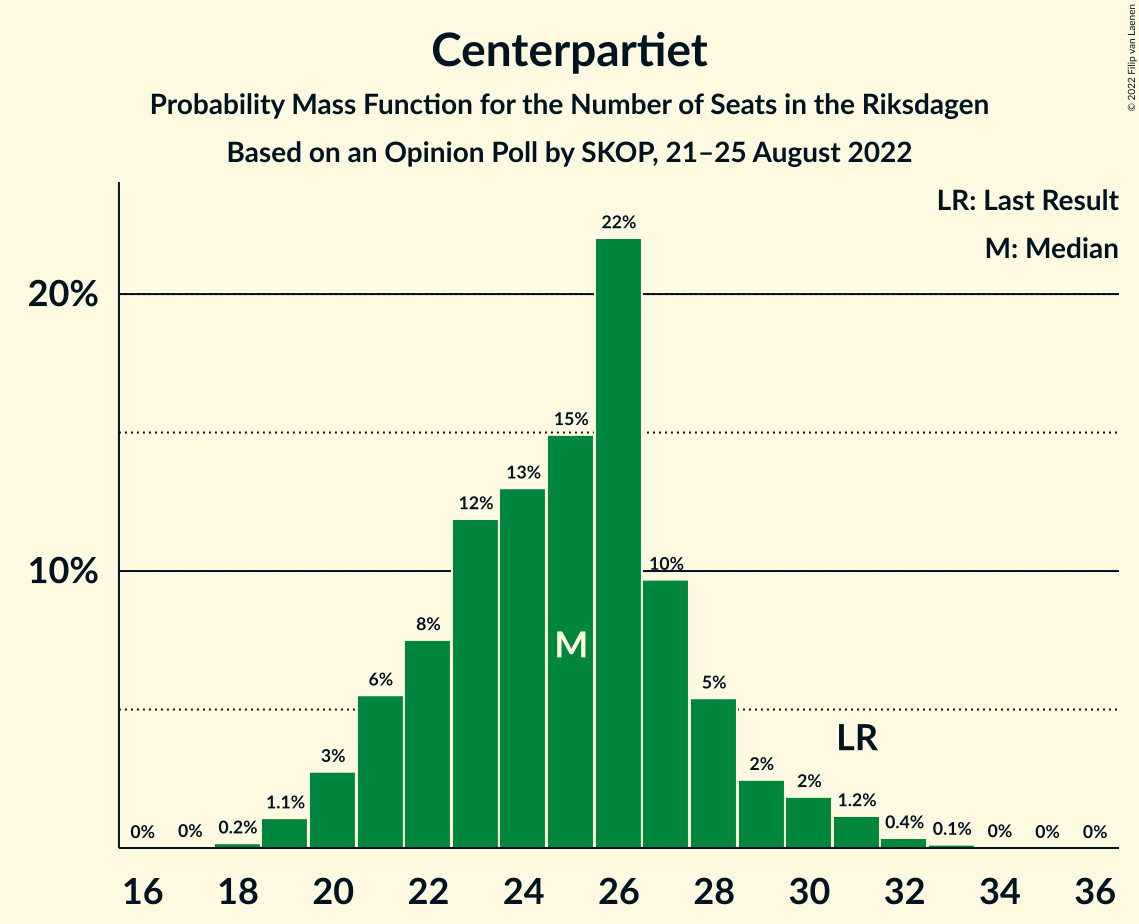 Centerpartiet
Probability Mass Function for the Number of Seats in the Riksdagen
Based on an Opinion Poll by SKOP, 21–25 August 2022
© 2022 Filip van Laenen
LR: Last Result
M: Median
20%
10%
0%
0%
0.2%
1.1%
3%
6%
8%
12%
13%
15%
22%
10%
5%
2%
2%
1.2%
0.4%
0.1%
0%
0%
0%
M
LR
16 18 20 22 24 26 28 30 32 34 36